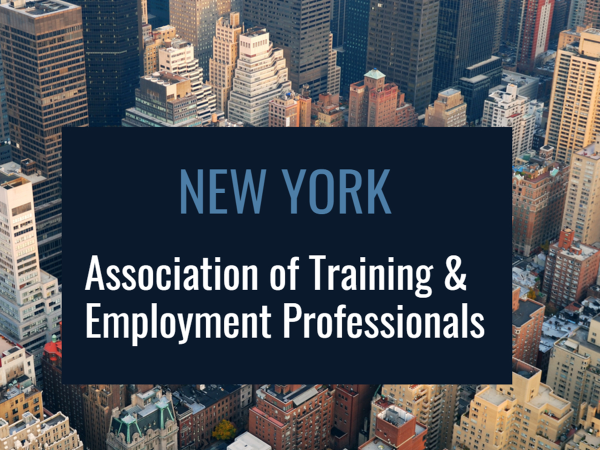 NEW YORK
Association of Training &
Employment Professionals